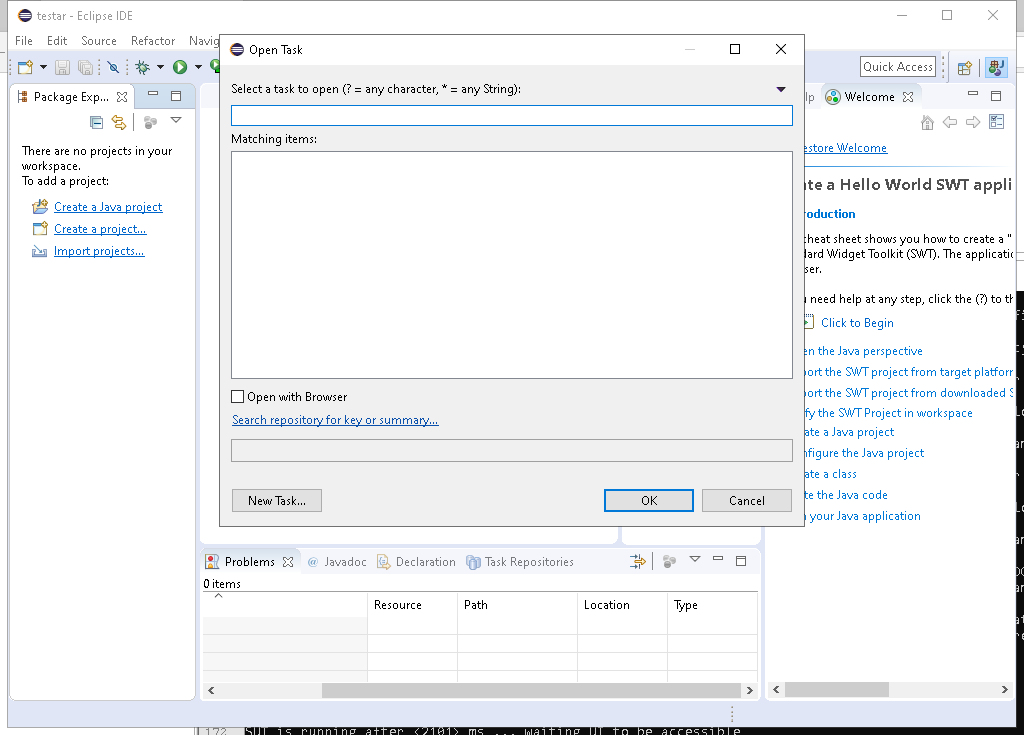 testar - Eclipse IDE
File Edit Source Refactor Navig
Quick Access
Package Exp...
There are no projects in your
workspace.
To add a project:
Create a Java project
Create a project...
Import projects...
Open Task
Select a task to open (? = any character, * = any String):
Matching items:
Open with Browser
Search repository for key or summary...
New Task...
OK
Cancel
lp
Welcome
estore Welcome
te a Hello World SWT appli
roduction
heat sheet shows you how to create a "
lard Widget Toolkit (SWT). The applicatic
ser.
need help at any step, click the (?) to th
Click to Begin
en the Java perspective
port the SWT project from target platforr
port the SWT project from downloaded S
fy the SWT Project in workspace
ate a Java project
nfigure the Java project
ate a class
te the Java code
your Java application
Problems
@ Javadoc
Declaration
Task Repositories
0 items
Resource
Path
Location
Type
172 SUT is running after <2101> ms ... waiting UI to be accessible